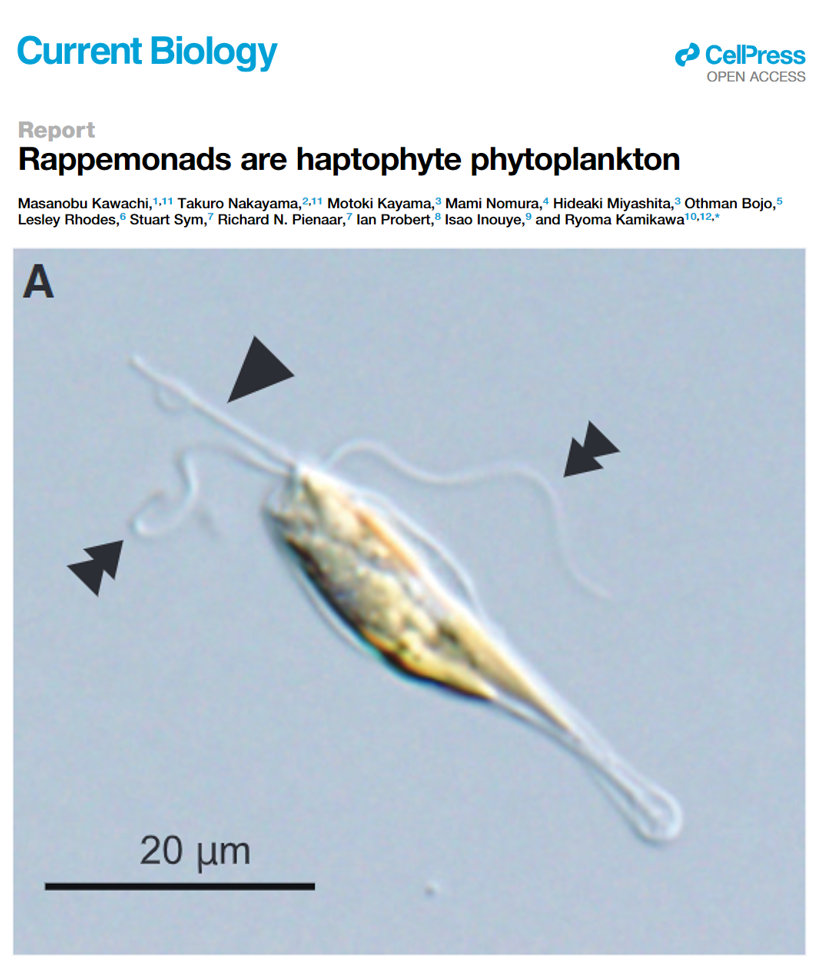 Current Biology
CellPress
OPEN ACCESS
Report
Rappemonads are haptophyte phytoplankton
Masanobu Kawachi,1,11 Takuro Nakayama,2,11 Motoki Kayama,3 Mami Nomura,4 Hideaki Miyashita,3 Othman Bojo,5
Lesley Rhodes,6 Stuart Sym,7 Richard N. Pienaar,7 Ian Probert,8 Isao Inouye,9 and Ryoma Kamikawa10,12,*
A
20 µm